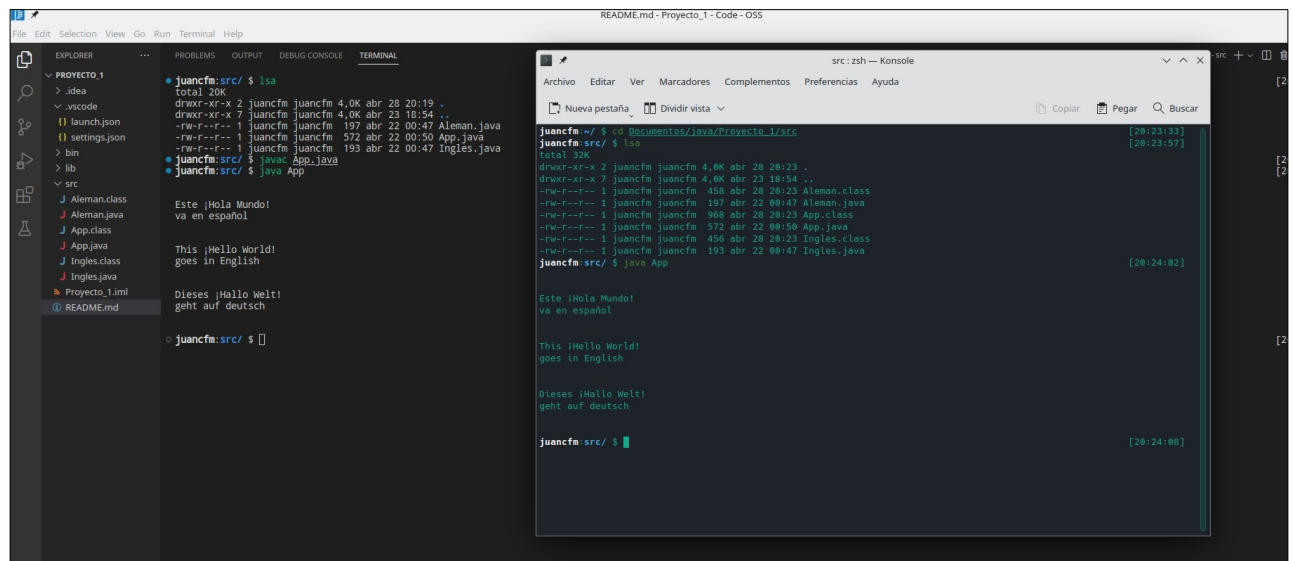 README.md - Proyecto_1 - Code - OSS
File Edit Selection View Go Run Terminal Help
EXPLORER ...
PROYECTO_1
.idea
.vscode
{} launch.json
{} settings.json
bin
lib
src
J Aleman.class
J Aleman.java
J App.class
J App.java
J Ingles.class
J Ingles.java
Proyecto_1.iml
README.md
PROBLEMS OUTPUT DEBUG CONSOLE TERMINAL
juancfm:src/ $ lsa
total 20K
drwxr-xr-x 2 juancfm juancfm 4,0K abr 28 20:19 .
drwxr-xr-x 7 juancfm juancfm 4,0K abr 23 18:54 ..
-rw-r--r-- 1 juancfm juancfm 197 abr 22 00:47 Aleman.java
-rw-r--r-- 1 juancfm juancfm 572 abr 22 00:50 App.java
-rw-r--r-- 1 juancfm juancfm 193 abr 22 00:47 Ingles.java
juancfm:src/ $ javac App.java
juancfm:src/ $ java App
Este ¡Hola Mundo!
va en español
This ¡Hello World!
goes in English
Dieses ¡Hallo Welt!
geht auf deutsch
juancfm:src/ $
src : zsh — Konsole
Archivo Editar Ver Marcadores Complementos Preferencias Ayuda
Nueva pestaña Dividir vista Copiar Pegar Buscar
juancfm:~/ $ cd Documentos/java/Proyecto_1/src [20:23:33]
juancfm:src/ $ lsa [20:23:57]
total 32K
drwxr-xr-x 2 juancfm juancfm 4,0K abr 28 20:23 .
drwxr-xr-x 7 juancfm juancfm 4,0K abr 23 18:54 ..
-rw-r--r-- 1 juancfm juancfm 458 abr 28 20:23 Aleman.class
-rw-r--r-- 1 juancfm juancfm 197 abr 22 00:47 Aleman.java
-rw-r--r-- 1 juancfm juancfm 968 abr 28 20:23 App.class
-rw-r--r-- 1 juancfm juancfm 572 abr 22 00:50 App.java
-rw-r--r-- 1 juancfm juancfm 456 abr 28 20:23 Ingles.class
-rw-r--r-- 1 juancfm juancfm 193 abr 22 00:47 Ingles.java
juancfm:src/ $ java App [20:24:02]
Este ¡Hola Mundo!
va en español
This ¡Hello World!
goes in English
Dieses ¡Hallo Welt!
geht auf deutsch
juancfm:src/ $ [20:24:08]
- src
[2
[2
[2
[2